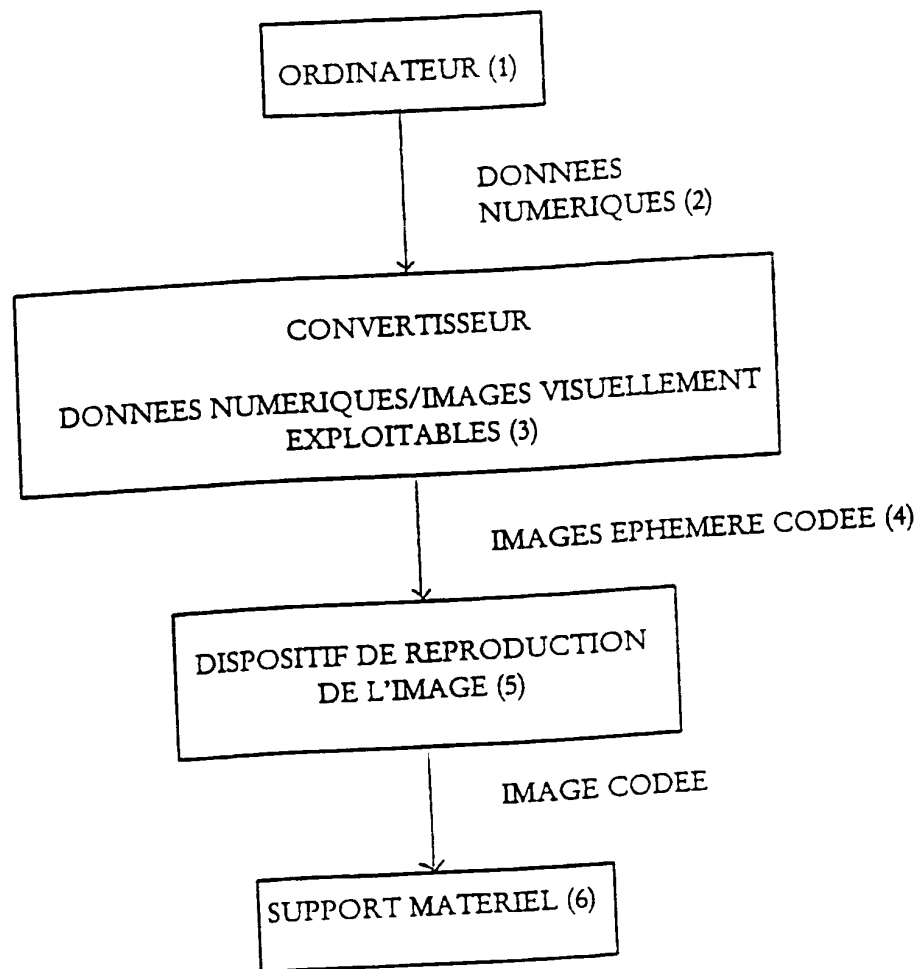 ORDINATEUR (1)
DONNEES
NUMERIQUES (2)
CONVERTISSEUR
DONNEES NUMERIQUES/IMAGES VISUELLEMENT
EXPLOITABLES (3)
IMAGES EPHEMERE CODEE (4)
DISPOSITIF DE REPRODUCTION
DE L'IMAGE (5)
IMAGE CODEE
SUPPORT MATERIEL (6)